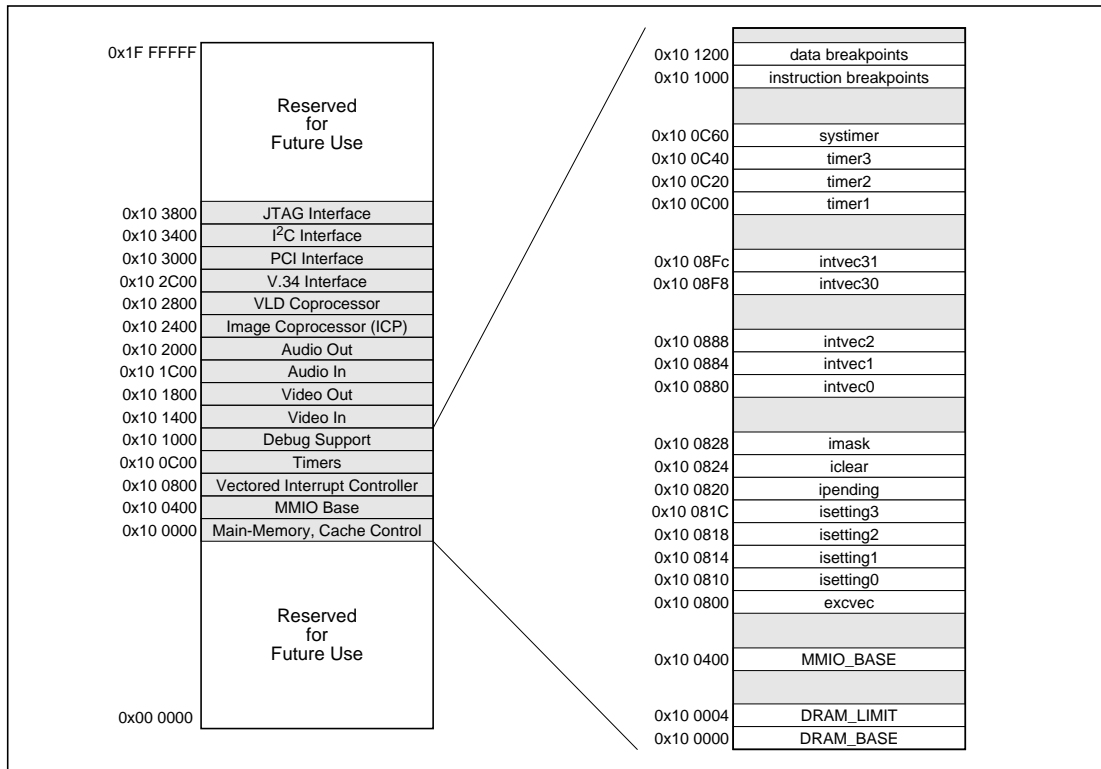 0x1F FFFFF
Reserved
for
Future Use
0x10 3800 JTAG Interface
0x10 3400 I2C Interface
0x10 3000 PCI Interface
0x10 2C00 V.34 Interface
0x10 2800 VLD Coprocessor
0x10 2400 Image Coprocessor (ICP)
0x10 2000 Audio Out
0x10 1C00 Audio In
0x10 1800 Video Out
0x10 1400 Video In
0x10 1000 Debug Support
0x10 0C00 Timers
0x10 0800 Vectored Interrupt Controller
0x10 0400 MMIO Base
0x10 0000 Main-Memory, Cache Control
Reserved
for
Future Use
0x00 0000
0x10 1200 data breakpoints
0x10 1000 instruction breakpoints
0x10 0C60 systimer
0x10 0C40 timer3
0x10 0C20 timer2
0x10 0C00 timer1
0x10 08Fc intvec31
0x10 08F8 intvec30
0x10 0888 intvec2
0x10 0884 intvec1
0x10 0880 intvec0
0x10 0828 imask
0x10 0824 iclear
0x10 0820 ipending
0x10 081C isetting3
0x10 0818 isetting2
0x10 0814 isetting1
0x10 0810 isetting0
0x10 0800 excvec
0x10 0400 MMIO_BASE
0x10 0004 DRAM_LIMIT
0x10 0000 DRAM_BASE